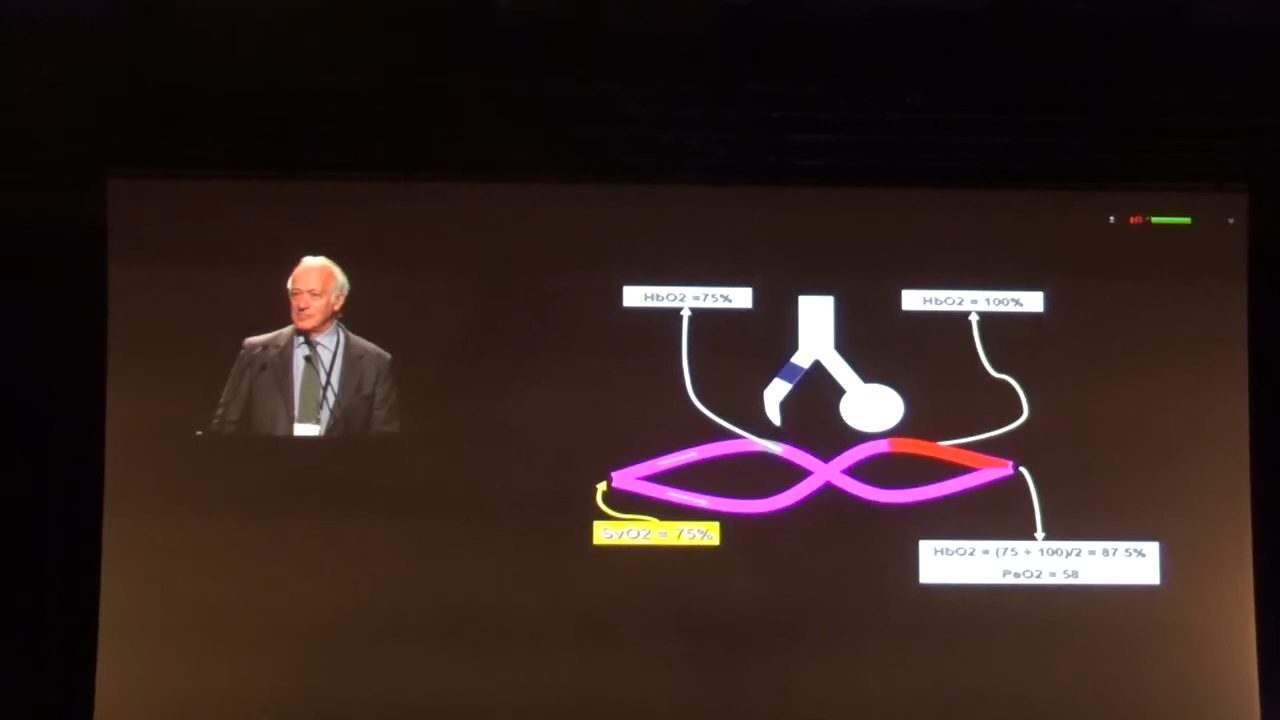 HbO2 =75%
HbO2 = 100%
SvO2 = 75%
HbO2 = (75 + 100)/2 = 87.5%
PaO2 = 58